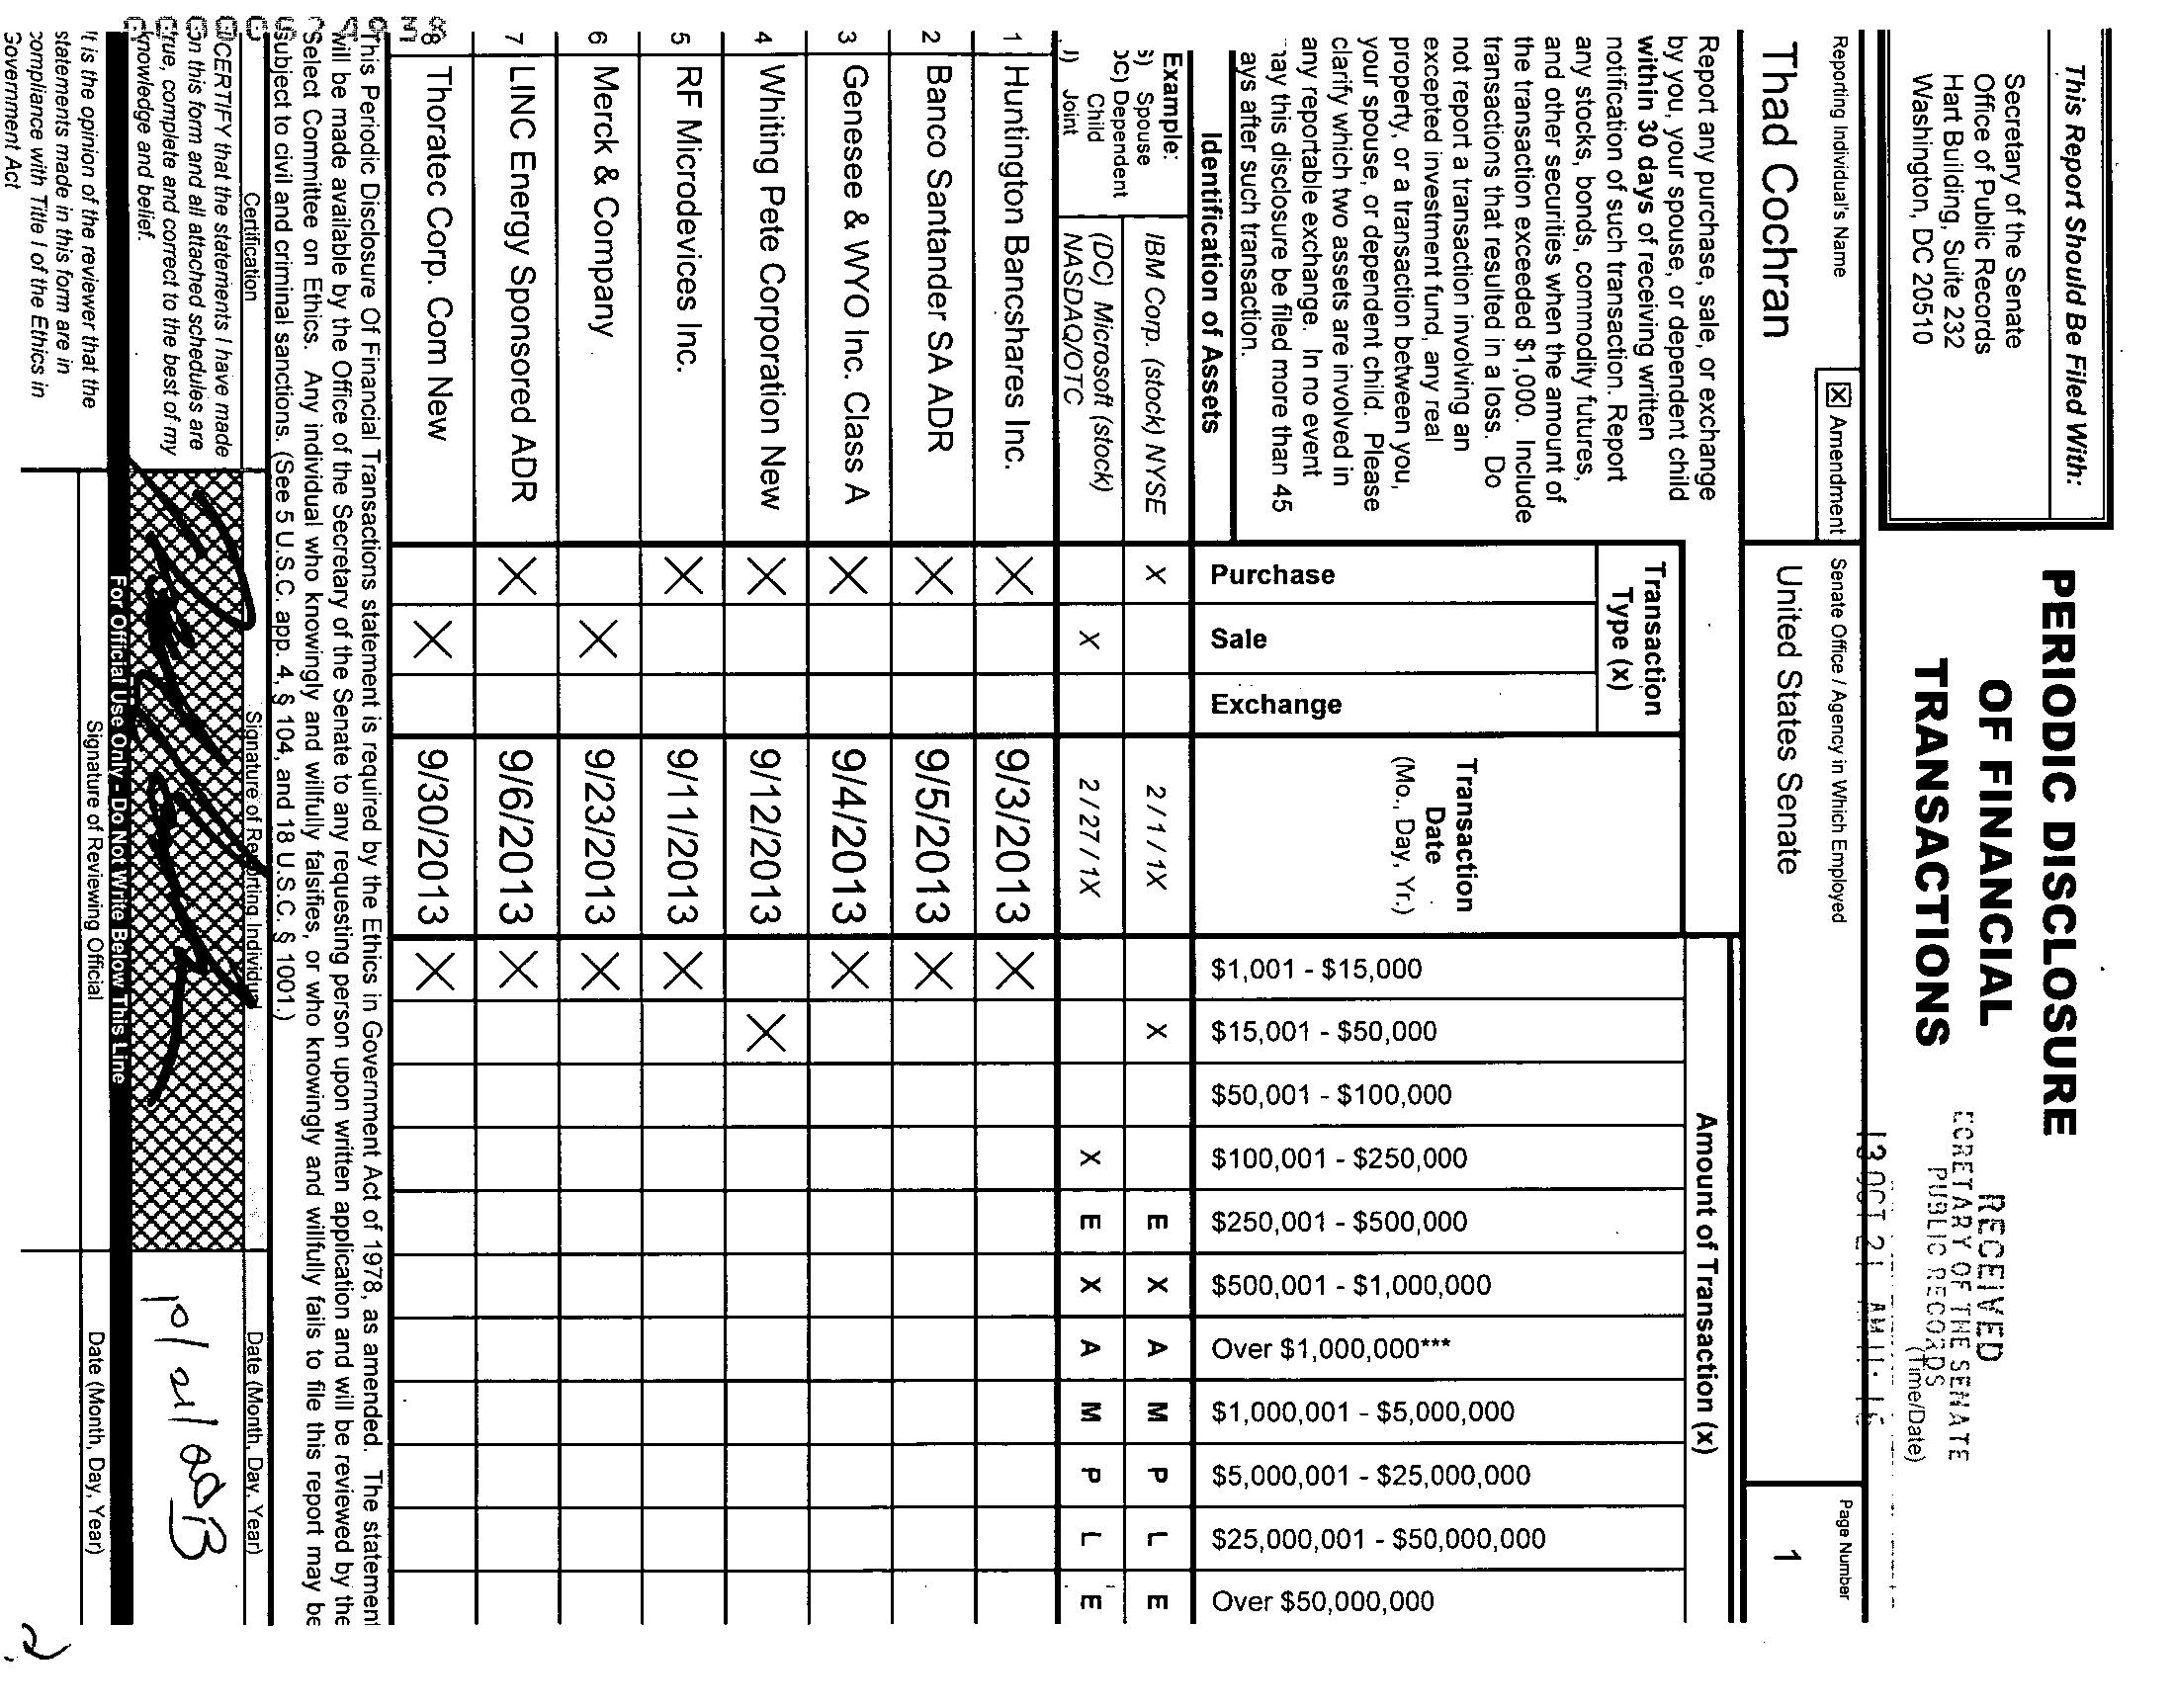 This Report Should Be Filed With:
Secretary of the Senate
Office of Public Records
Hart Building, Suite 232
Washington, DC 20510
PERIODIC DISCLOSURE
OF FINANCIAL
TRANSACTIONS
RECEIVED
SECRETARY OF THE SENATE
PUBLIC RECORDS
(Time/Date)
13 OCT 21 AM 11: 16
Reporting Individual's Name
Thad Cochran
X Amendment
Senate Office / Agency in Which Employed
United States Senate
Page Number
1
Report any purchase, sale, or exchange
by you, your spouse, or dependent child
within 30 days of receiving written
notification of such transaction. Report
any stocks, bonds, commodity futures,
and other securities when the amount of
the transaction exceeded $1,000. Include
transactions that resulted in a loss. Do
not report a transaction involving an
excepted investment fund, any real
property, or a transaction between you,
your spouse, or dependent child. Please
clarify which two assets are involved in
any reportable exchange. In no event
may this disclosure be filed more than 45
days after such transaction.
Identification of Assets
Transaction
Type (x)
Purchase
Sale
Exchange
Transaction
Date
(Mo., Day, Yr.)
Amount of Transaction (x)
$1,001 - $15,000
$15,001 - $50,000
$50,001 - $100,000
$100,001 - $250,000
$250,001 - $500,000
$500,001 - $1,000,000
Over $1,000,000***
$1,000,001 - $5,000,000
$5,000,001 - $25,000,000
$25,000,001 - $50,000,000
Over $50,000,000
Example:
S) Spouse
DC) Dependent
Child
J) Joint
IBM Corp. (stock) NYSE X 2 / 1 / 1X X E X A M P L E
(DC) Microsoft (stock)
NASDAQ/OTC X 2 / 27 / 1X X E X A M P L E
1 Huntington Bancshares Inc. X 9/3/2013 X
2 Banco Santander SA ADR X 9/5/2013 X
3 Genesee & WYO Inc. Class A X 9/4/2013 X
4 Whiting Pete Corporation New X 9/12/2013 X
5 RF Microdevices Inc. X 9/11/2013 X
6 Merck & Company X 9/23/2013 X
7 LINC Energy Sponsored ADR X 9/6/2013 X
8 Thoratec Corp. Com New X 9/30/2013 X
This Periodic Disclosure Of Financial Transactions statement is required by the Ethics in Government Act of 1978, as amended. The statement
will be made available by the Office of the Secretary of the Senate to any requesting person upon written application and will be reviewed by the
Select Committee on Ethics. Any individual who knowingly and willfully falsifies, or who knowingly and willfully fails to file this report may be
subject to civil and criminal sanctions. (See 5 U.S.C. app. 4, § 104, and 18 U.S.C. § 1001.)
Certification
Signature of Reporting Individual
Date (Month, Day, Year)
I CERTIFY that the statements I have made
on this form and all attached schedules are
true, complete and correct to the best of my
knowledge and belief.
10/21/2013
For Official Use Only - Do Not Write Below This Line
It is the opinion of the reviewer that the
statements made in this form are in
compliance with Title I of the Ethics in
Government Act
Signature of Reviewing Official
Date (Month, Day, Year)
2